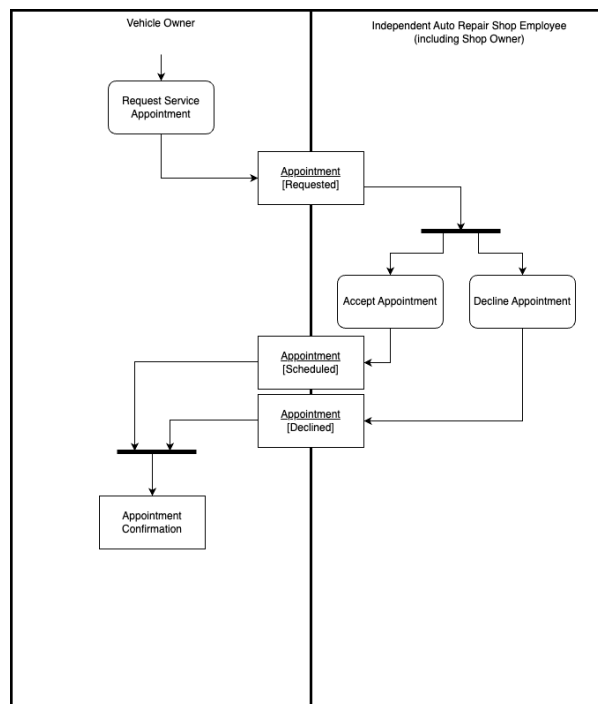 Vehicle Owner
Independent Auto Repair Shop Employee
(including Shop Owner)
Request Service
Appointment
Appointment
[Requested]
Accept Appointment
Decline Appointment
Appointment
[Scheduled]
Appointment
[Declined]
Appointment
Confirmation